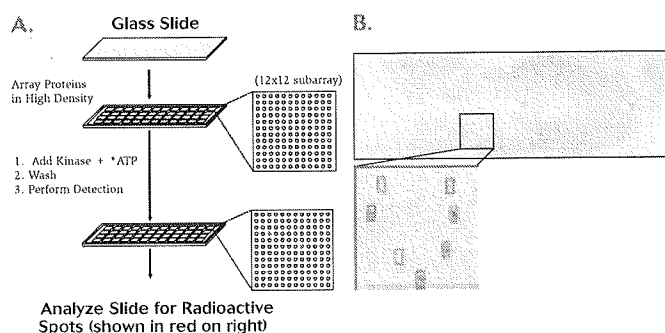 A.
Glass Slide
Array Proteins
in High Density
(12x12 subarray)
1. Add Kinase + *ATP
2. Wash
3. Perform Detection
Analyze Slide for Radioactive
Spots (shown in red on right)
B.